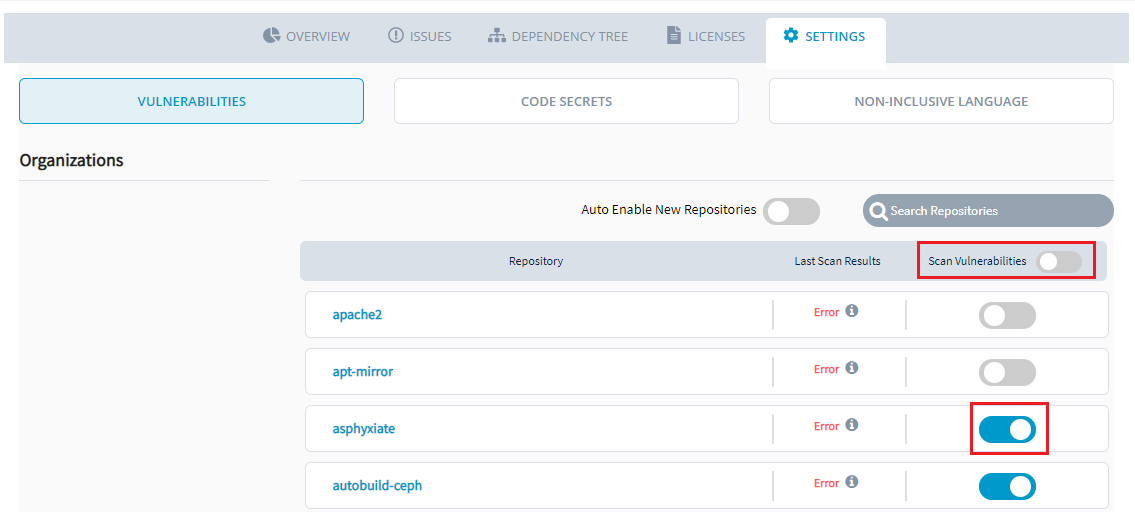 OVERVIEW ISSUES DEPENDENCY TREE LICENSES SETTINGS
VULNERABILITIES CODE SECRETS NON-INCLUSIVE LANGUAGE
Organizations
Auto Enable New Repositories Search Repositories
Repository Last Scan Results Scan Vulnerabilities
apache2 Error
apt-mirror Error
asphyxiate Error
autobuild-ceph Error